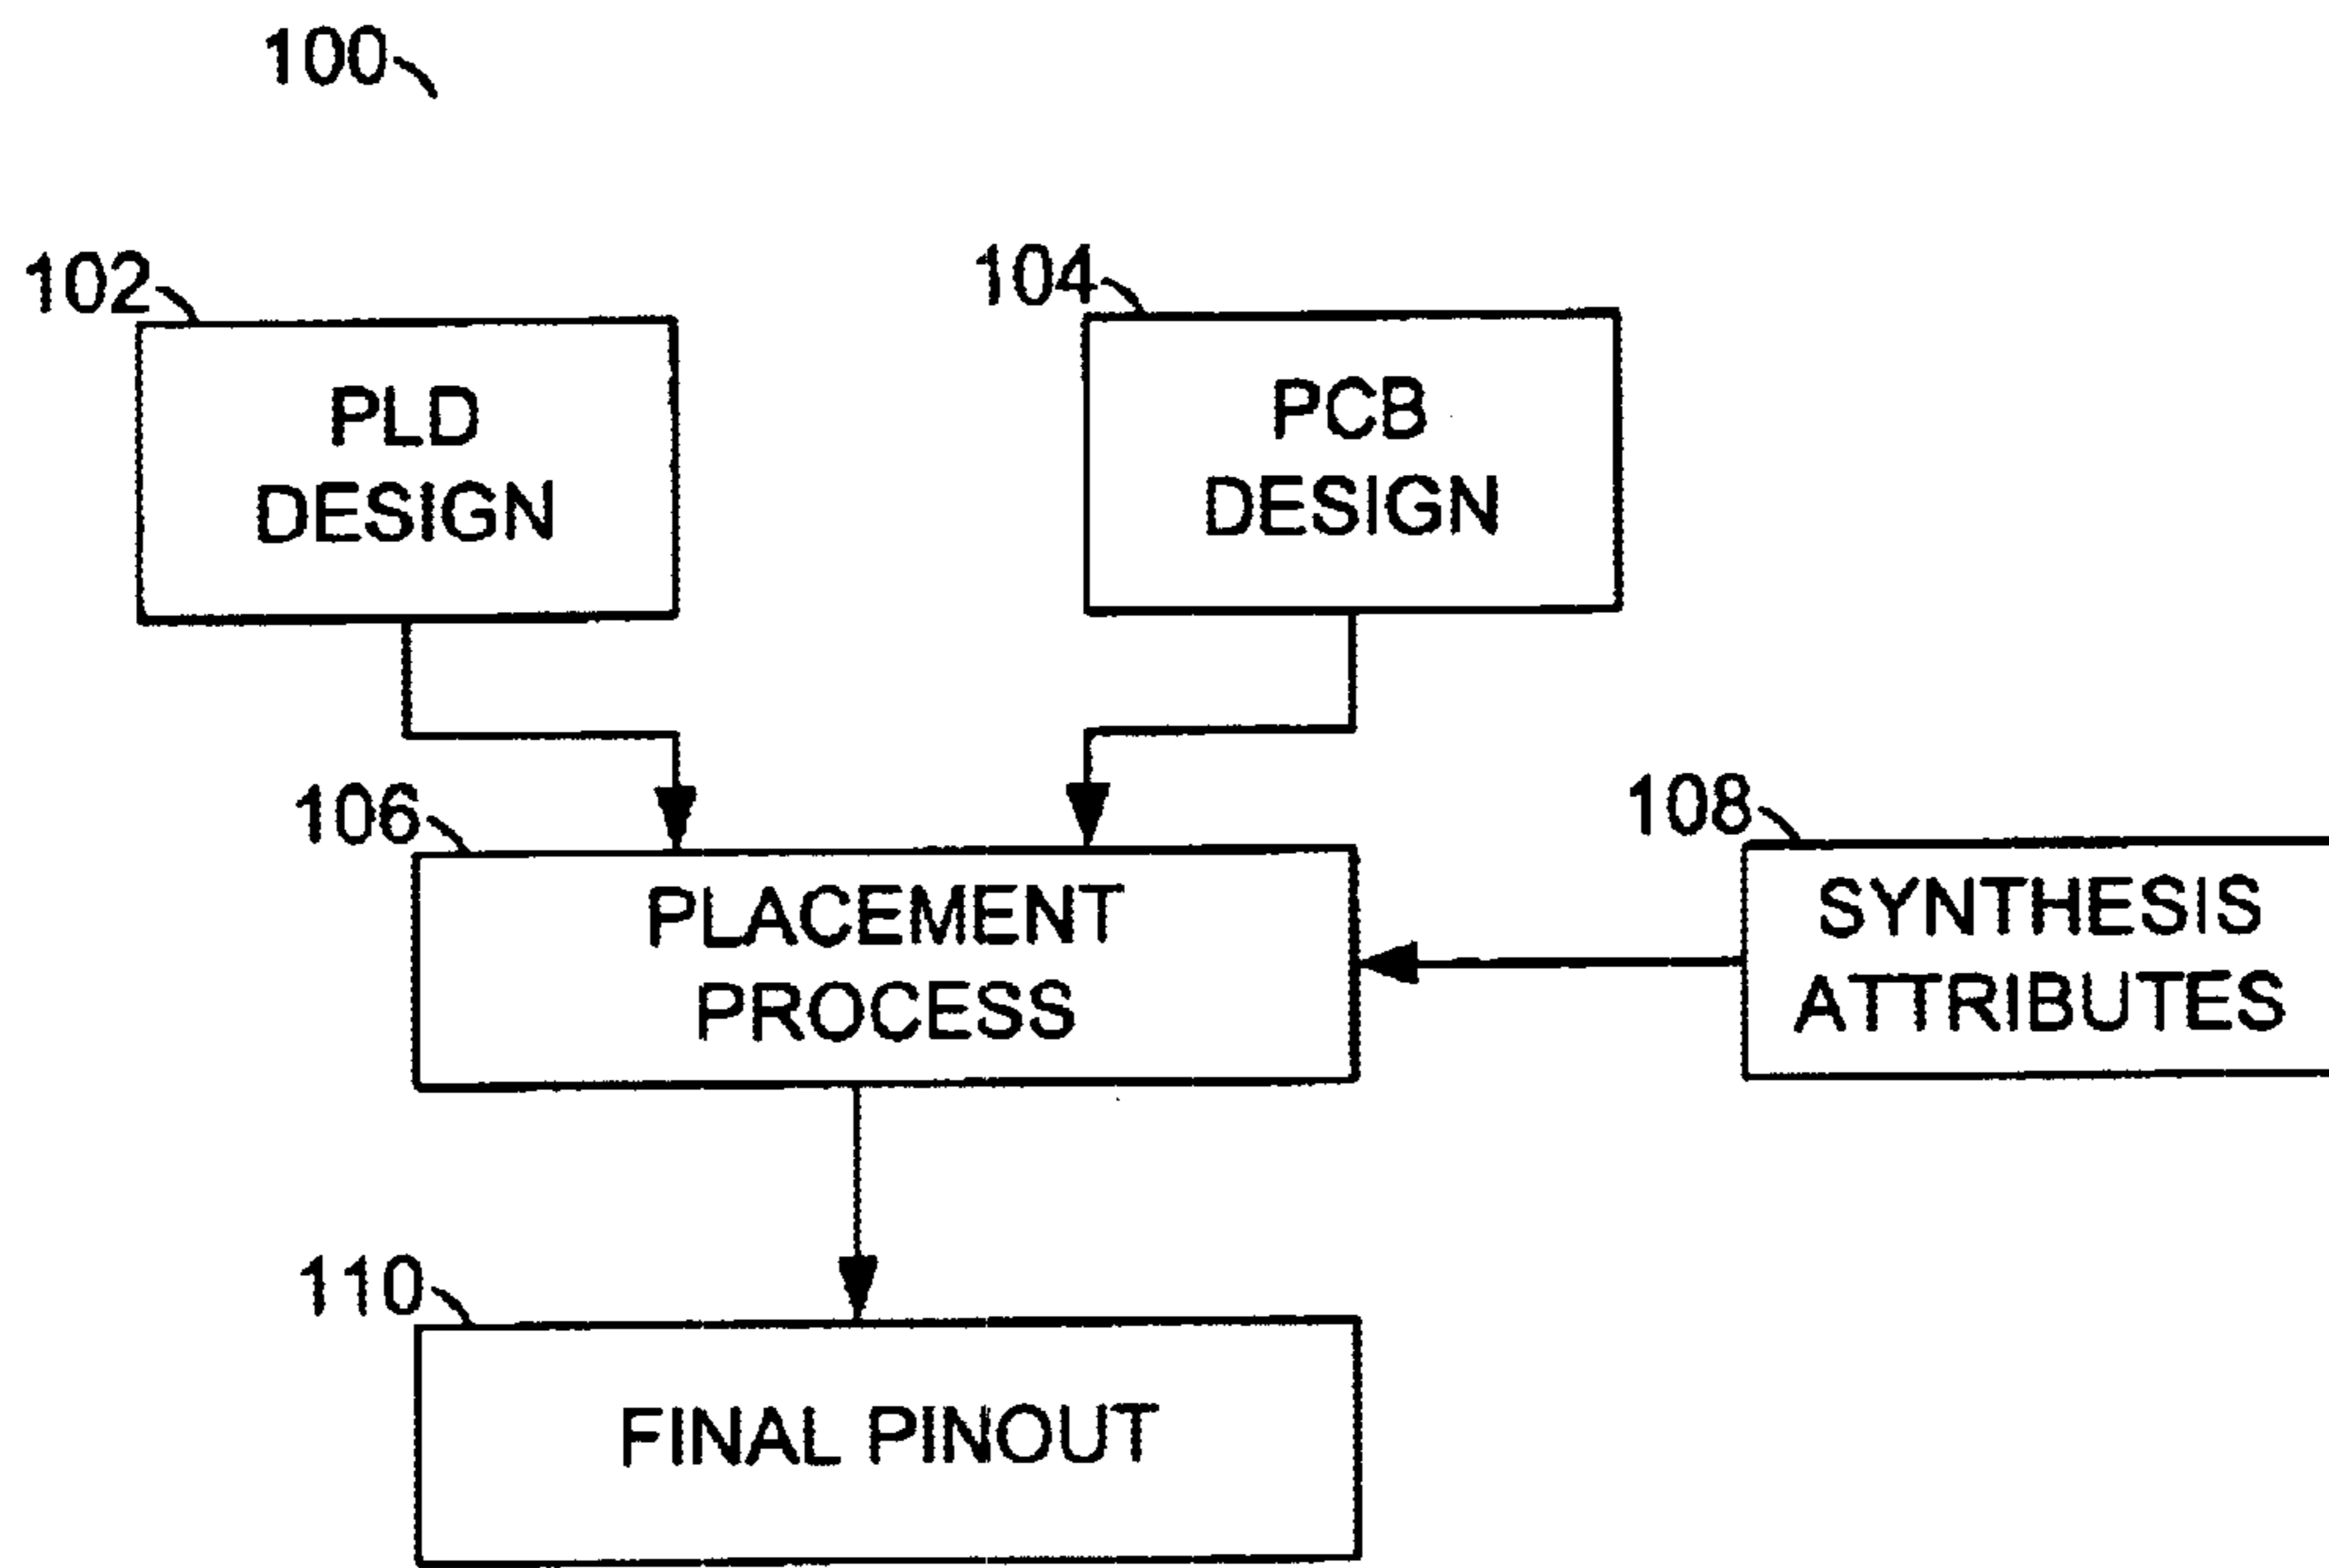 100
102
PLD
DESIGN
104
PCB
DESIGN
106
PLACEMENT
PROCESS
108
SYNTHESIS
ATTRIBUTES
110
FINAL PINOUT